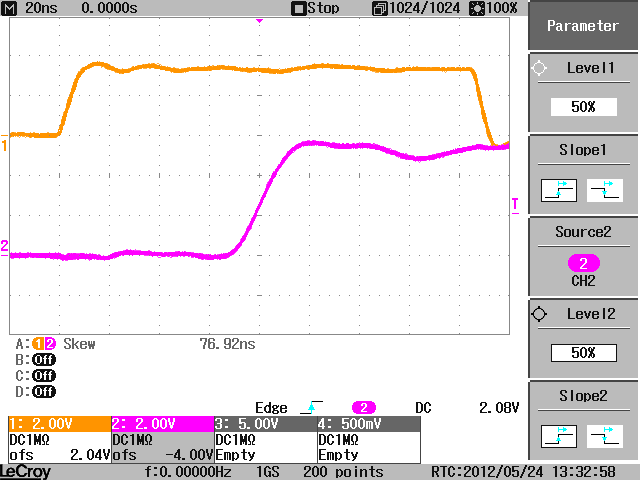 M 20ns 0.0000s Stop 1024/1024 100%
Parameter
Level1
50%
Slope1
Source2
2
CH2
Level2
50%
Slope2
1
2
T
A:12 Skew 76.92ns
B:Off
C:Off
D:Off
Edge 2 DC 2.08V
1: 2.00V 2: 2.00V 3: 5.00V 4: 500mV
DC1MΩ DC1MΩ DC1MΩ DC1MΩ
ofs 2.04V ofs -4.00V Empty Empty
LeCroy f:0.00000Hz 1GS 200 points RTC:2012/05/24 13:32:58